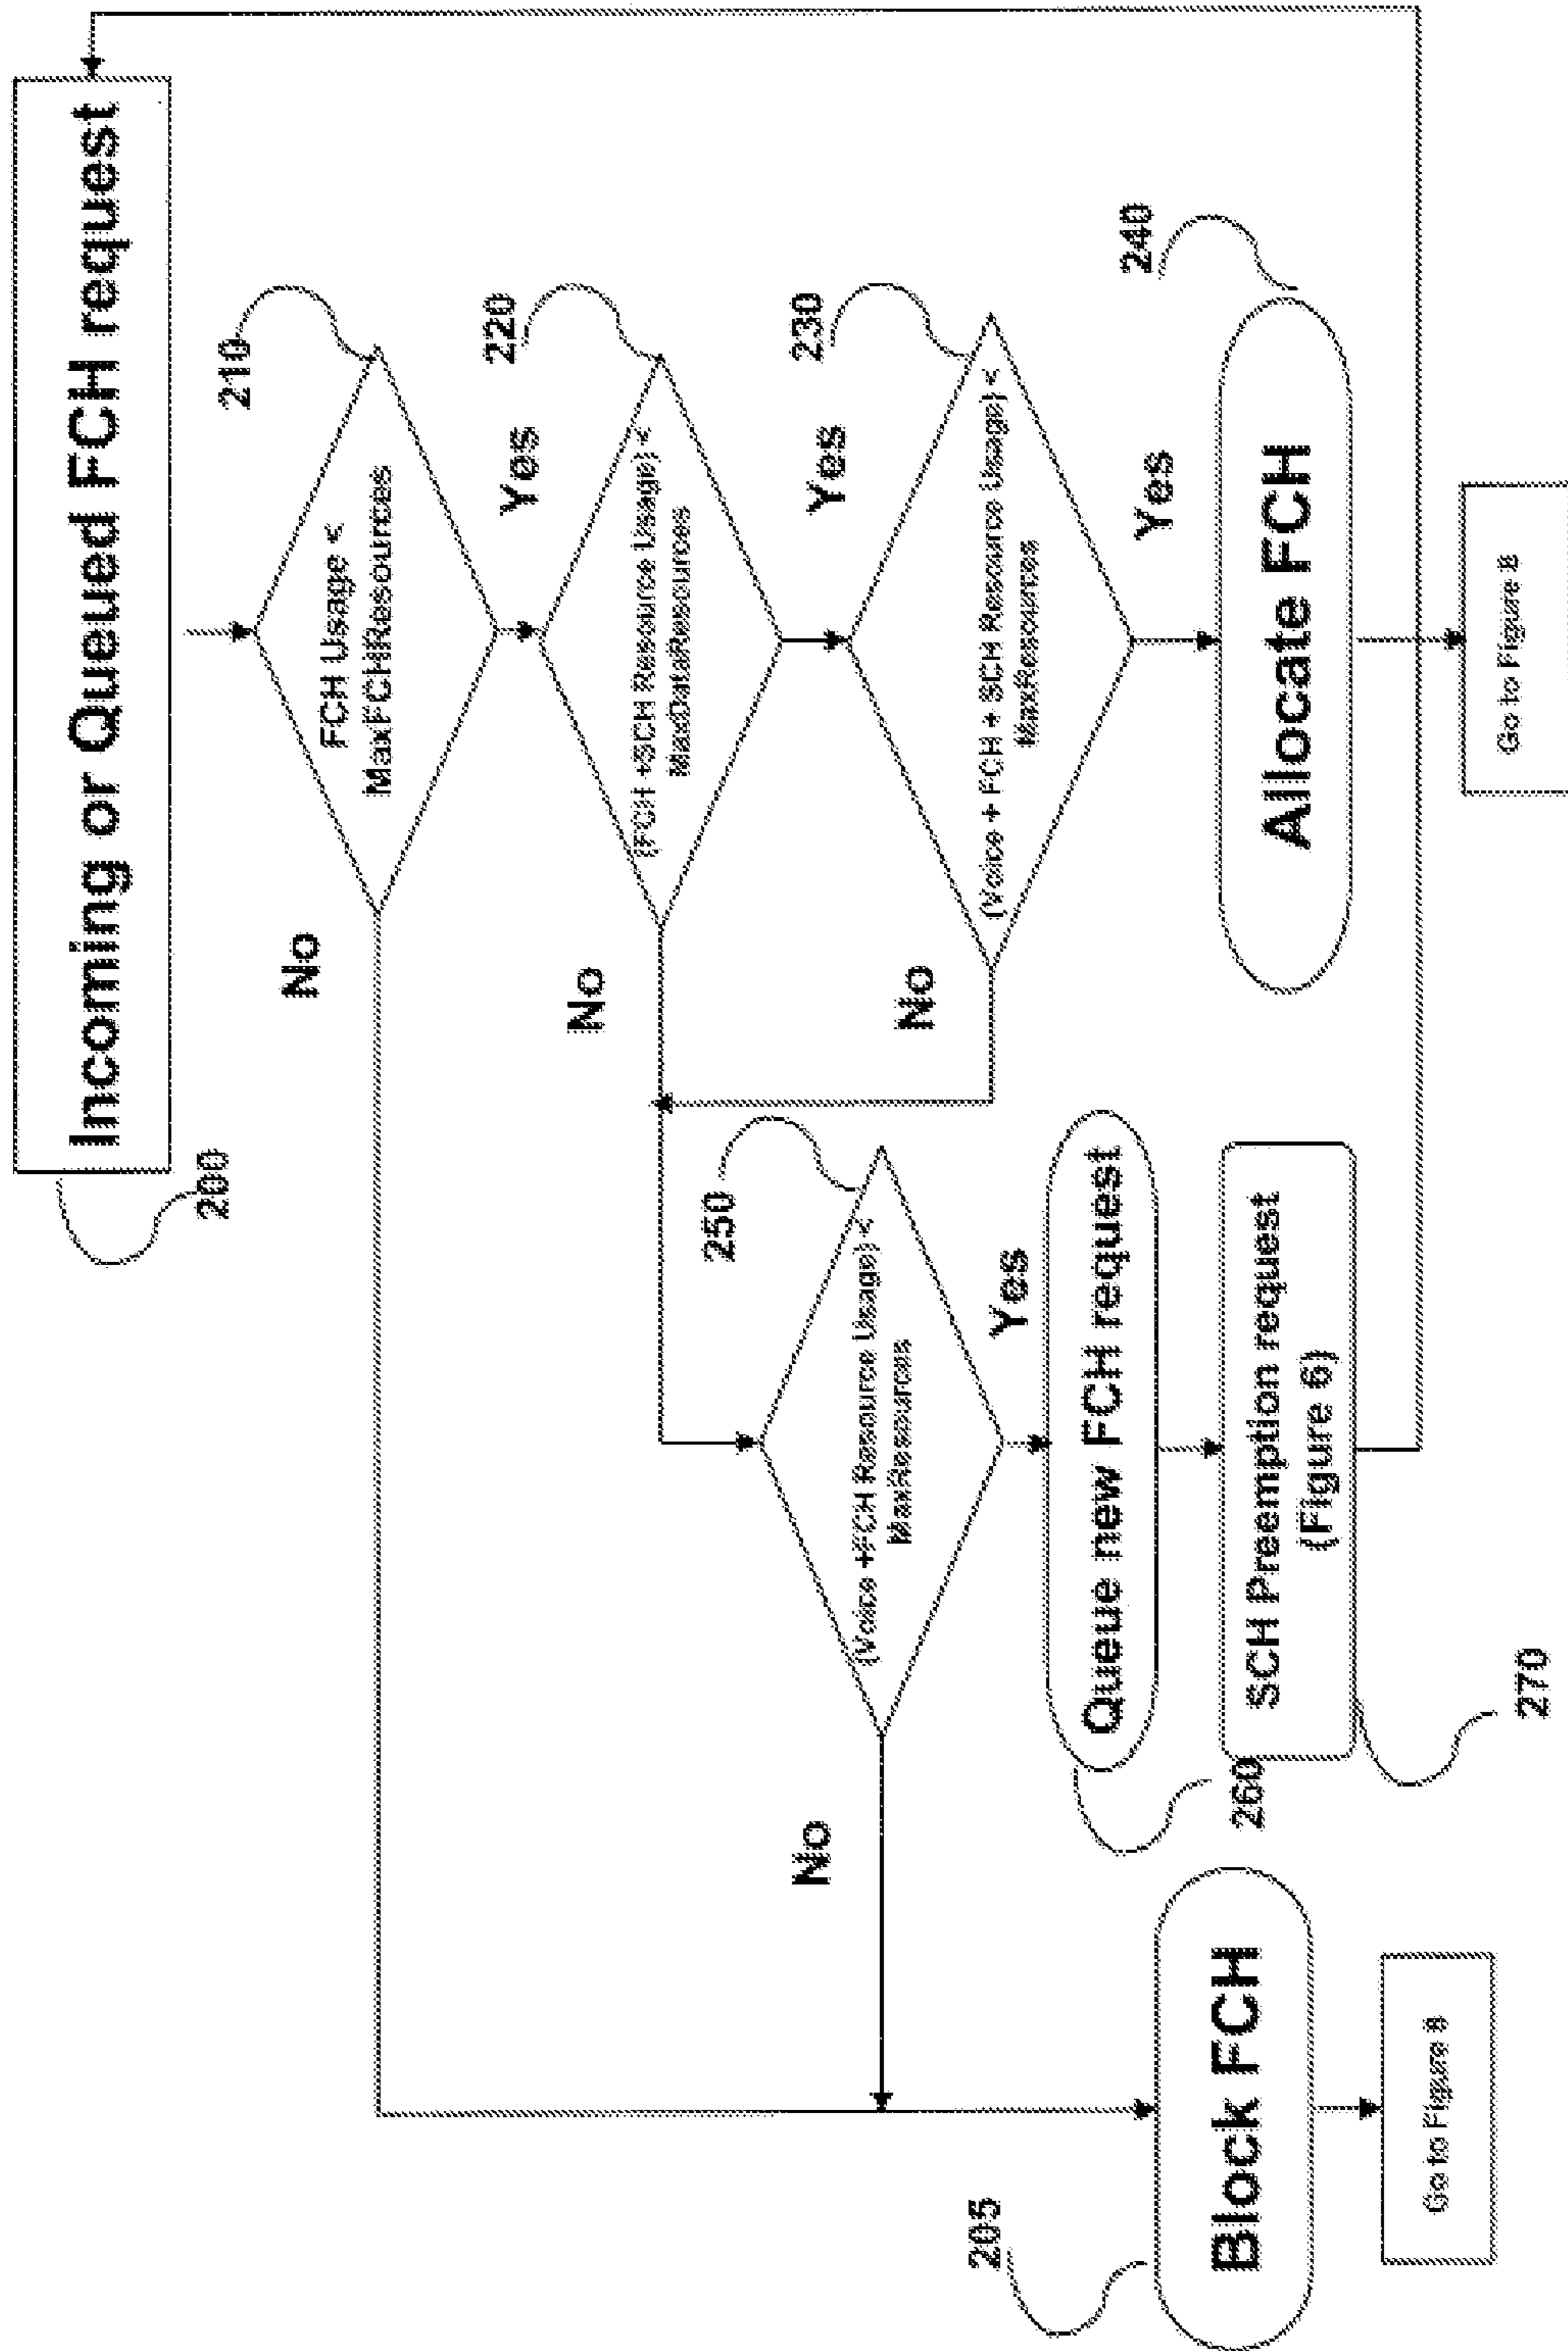 Incoming or Queued FCH request
200
FCH Usage <
MaxFCHResources
210
No
Yes
(FCH +SCH Resource Usage) <
MaxDataResources
220
No
Yes
(Voice + FCH + SCH Resource Usage) <
MaxResources
230
No
Yes
Allocate FCH
240
Go to Figure 8
(Voice +FCH Resource Usage) <
MaxResources
250
No
Yes
Queue new FCH request
260
SCH Preemption request
(Figure 6)
270
Block FCH
205
Go to Figure 8